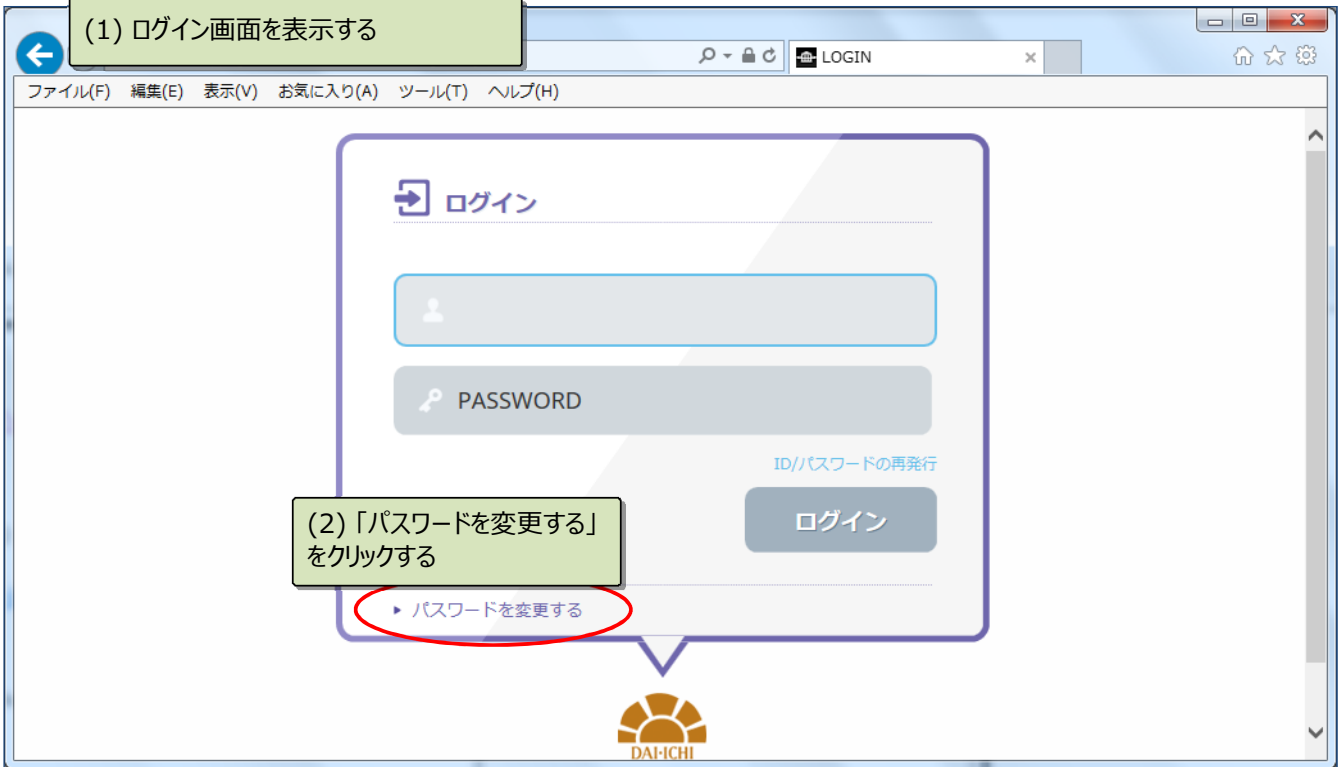 (1) ログイン画面を表示する
LOGIN
ファイル(F) 編集(E) 表示(V) お気に入り(A) ツール(T) ヘルプ(H)
ログイン
PASSWORD
ID/パスワードの再発行
ログイン
(2) 「パスワードを変更する」
をクリックする
パスワードを変更する
DAI-ICHI